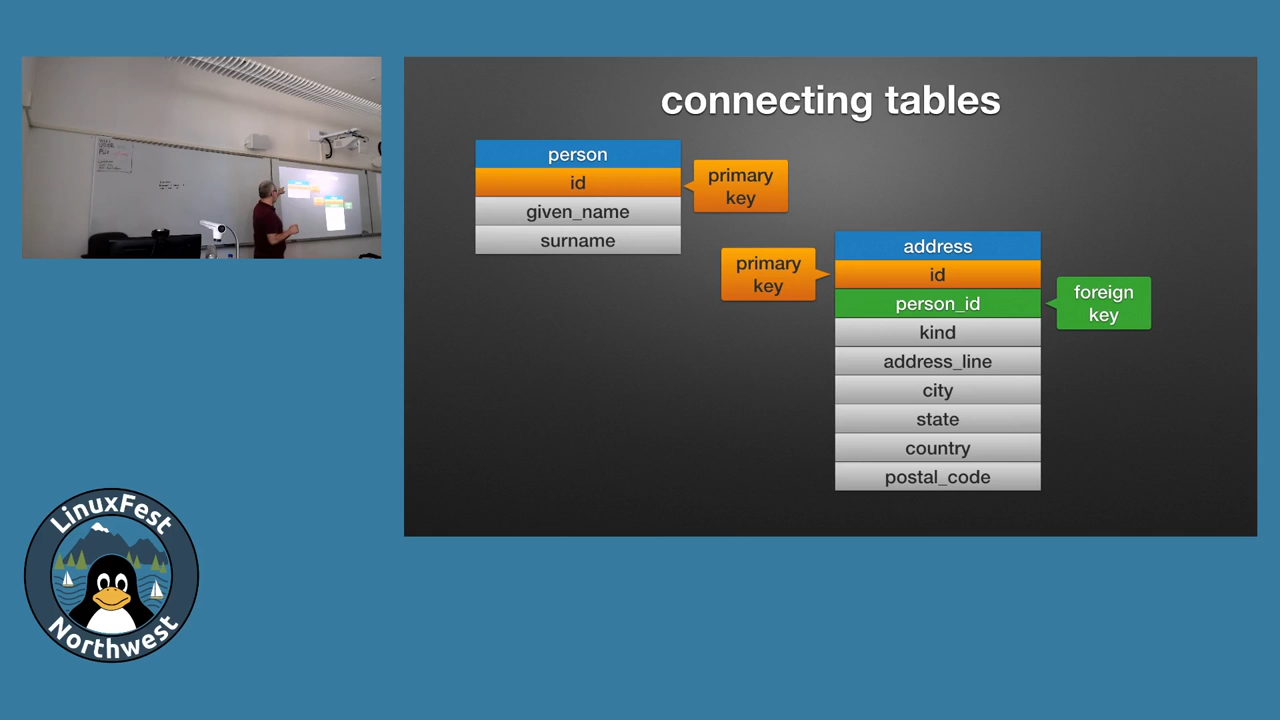 connecting tables
person
id
given_name
surname
primary
key
primary
key
address
id
person_id
kind
address_line
city
state
country
postal_code
foreign
key
LinuxFest
Northwest